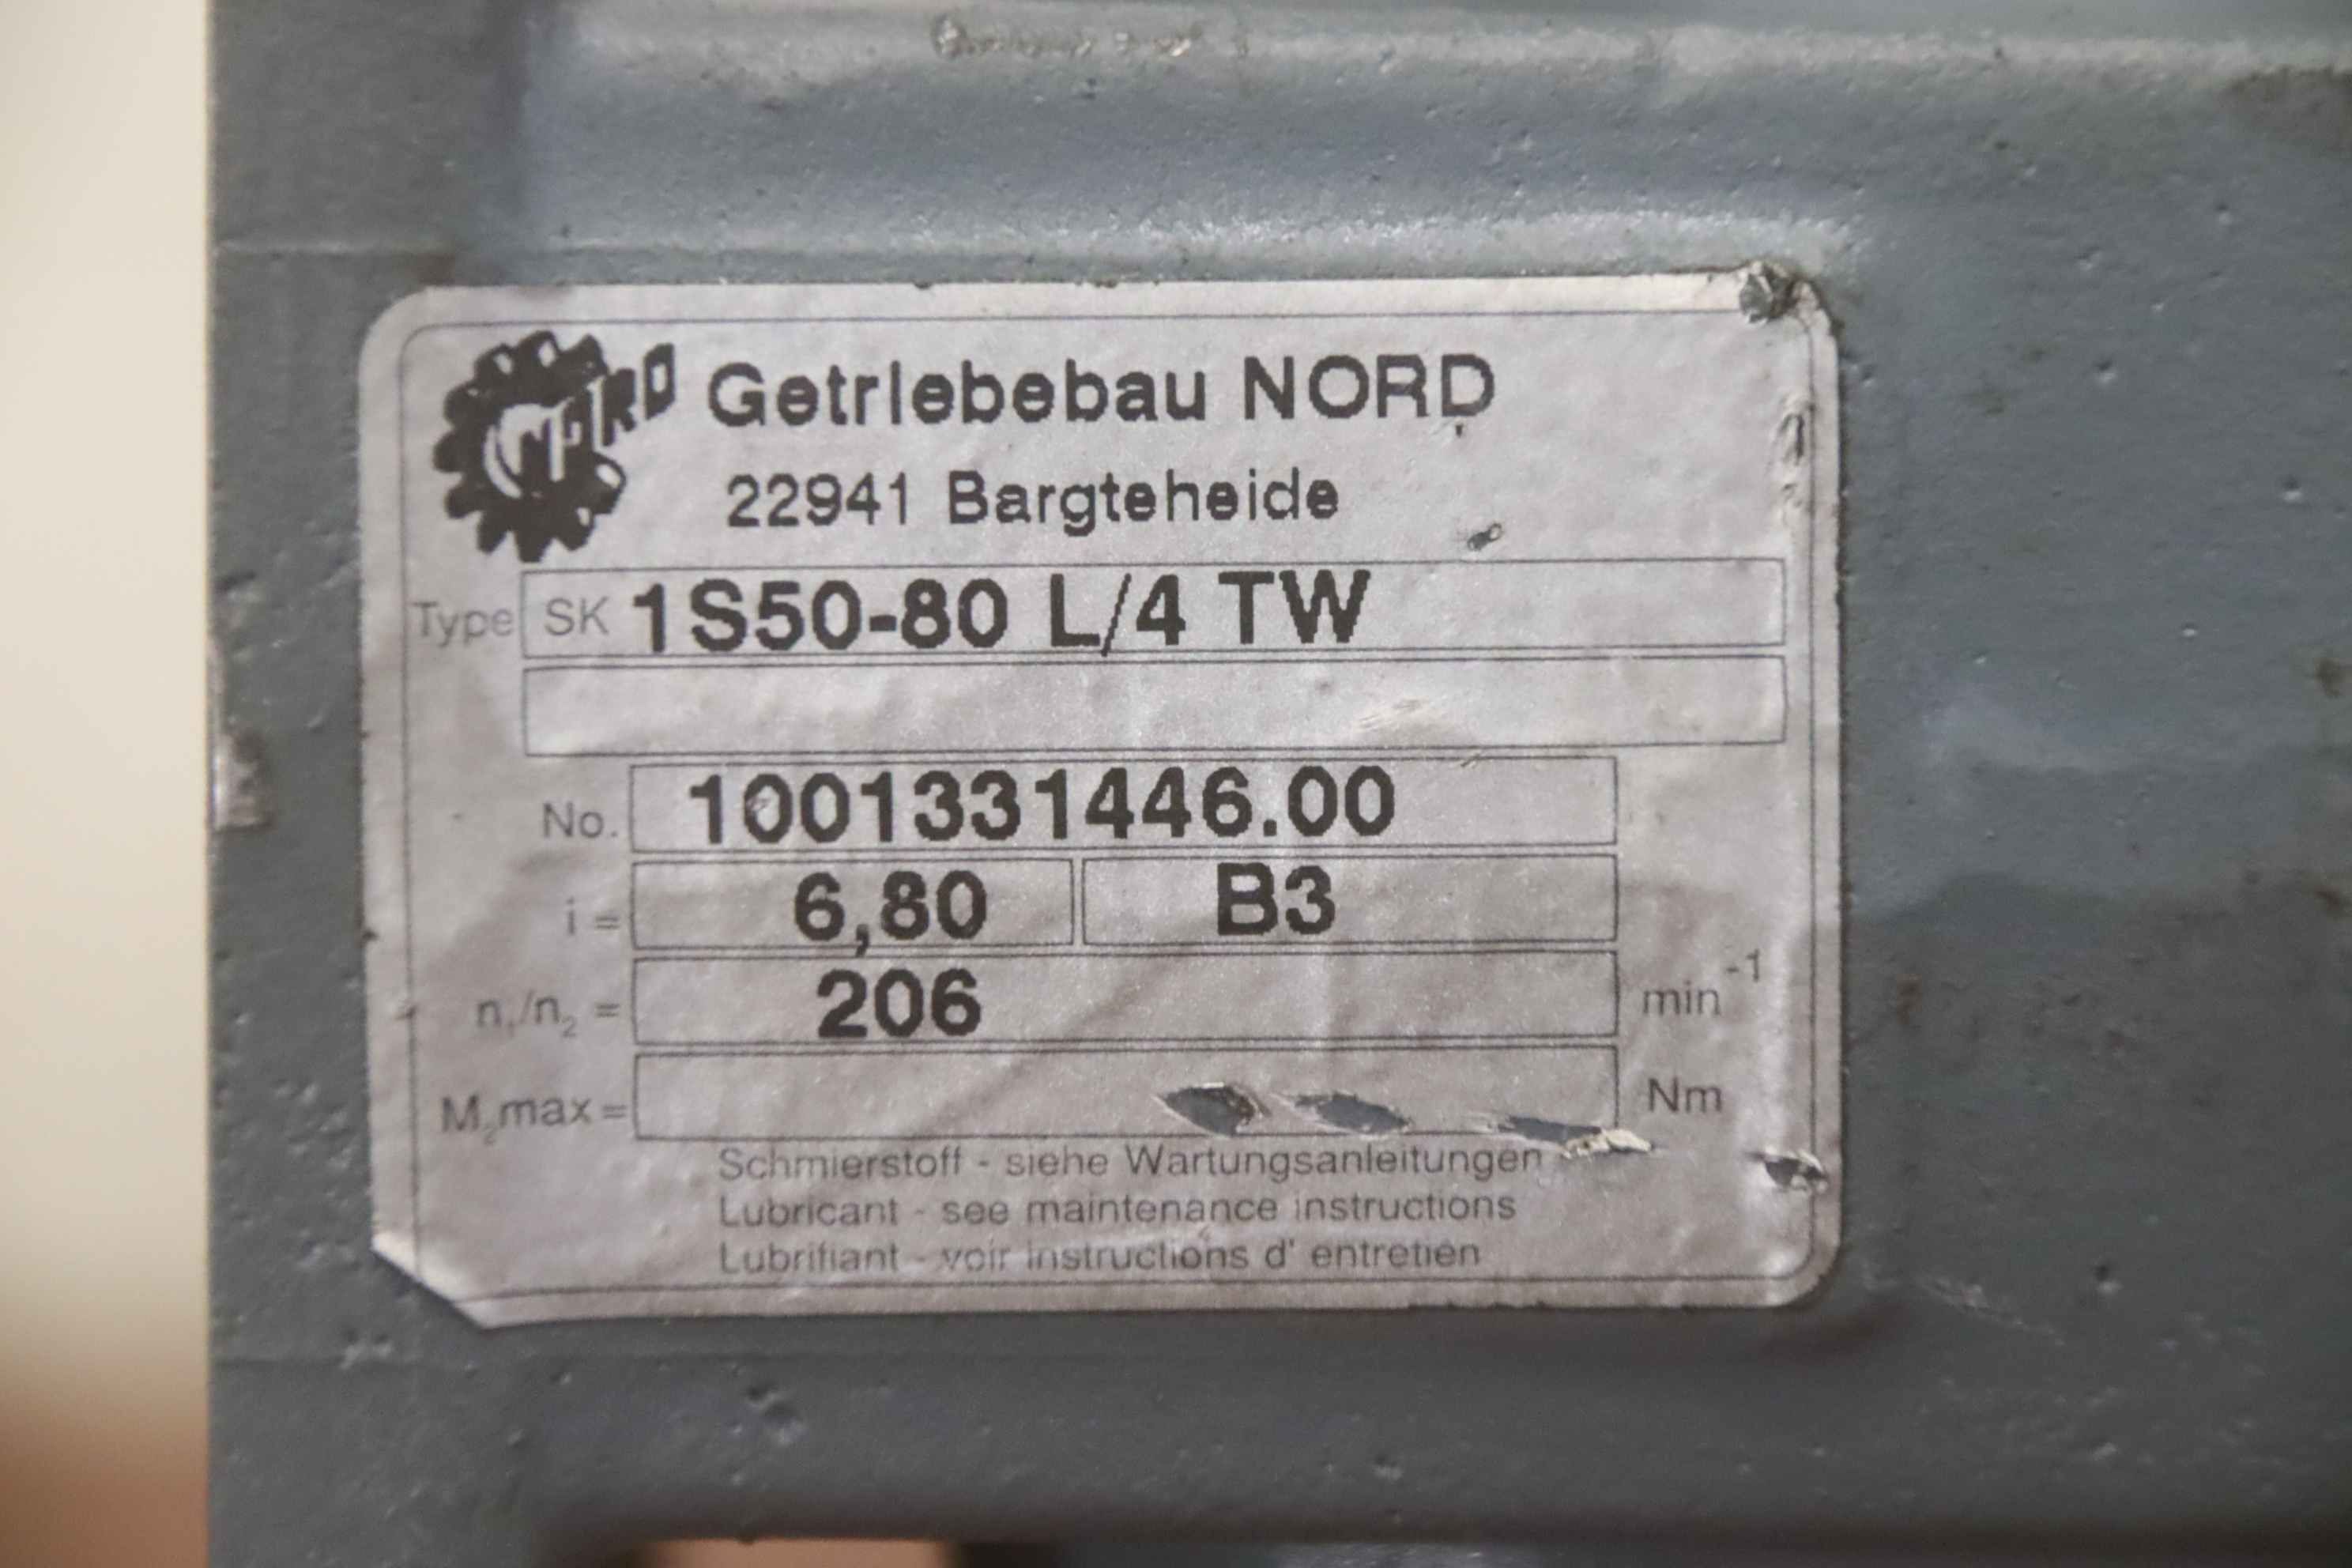 NORD Getriebebau NORD
22941 Bargteheide
Type SK 1S50-80 L/4 TW
No. 1001331446.00
i = 6,80 B3
n₁/n₂ = 206 min⁻¹
M₂max = Nm
Schmierstoff - siehe Wartungsanleitungen
Lubricant - see maintenance instructions
Lubrifiant - voir instructions d' entretien